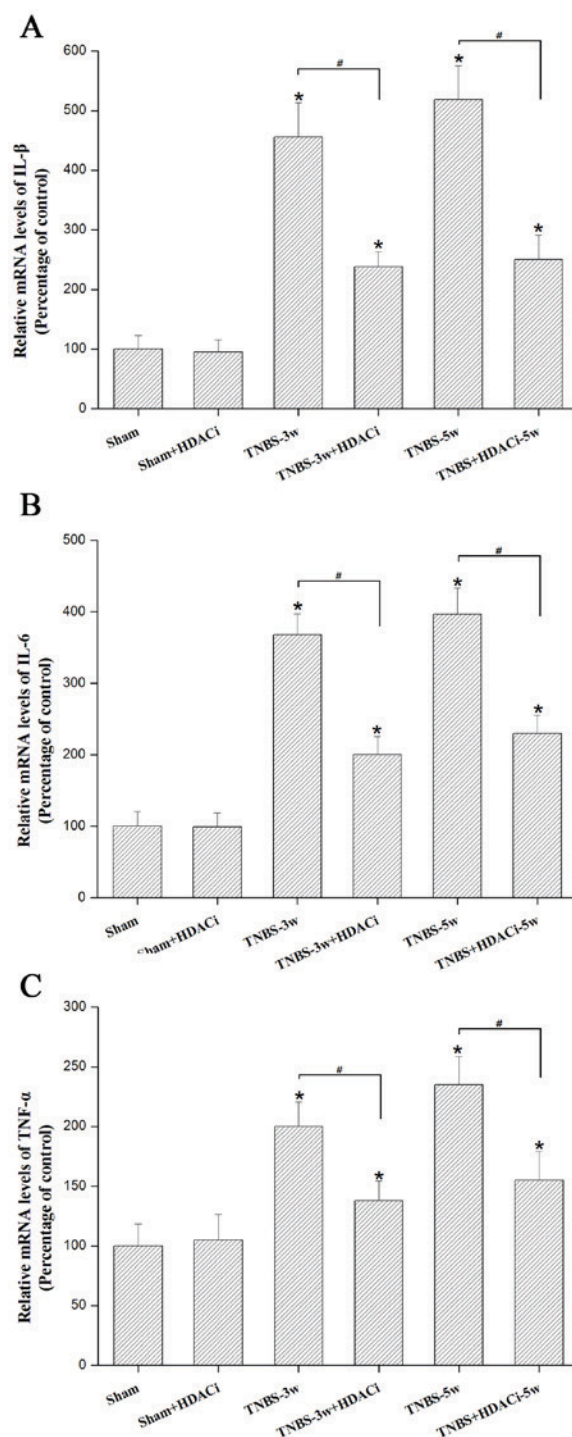 A
Relative mRNA levels of IL-β
(Percentage of control)
600
500
400
300
200
100
0
*
#
*
*
#
*
Sham
Sham+HDACi
TNBS-3w
TNBS-3w+HDACi
TNBS-5w
TNBS+HDACi-5w
B
Relative mRNA levels of IL-6
(Percentage of control)
500
400
300
200
100
0
*
#
*
*
#
*
Sham
Sham+HDACi
TNBS-3w
TNBS-3w+HDACi
TNBS-5w
TNBS+HDACi-5w
C
Relative mRNA levels of TNF-α
(Percentage of control)
300
250
200
150
100
50
0
*
#
*
*
#
*
Sham
Sham+HDACi
TNBS-3w
TNBS-3w+HDACi
TNBS-5w
TNBS+HDACi-5w